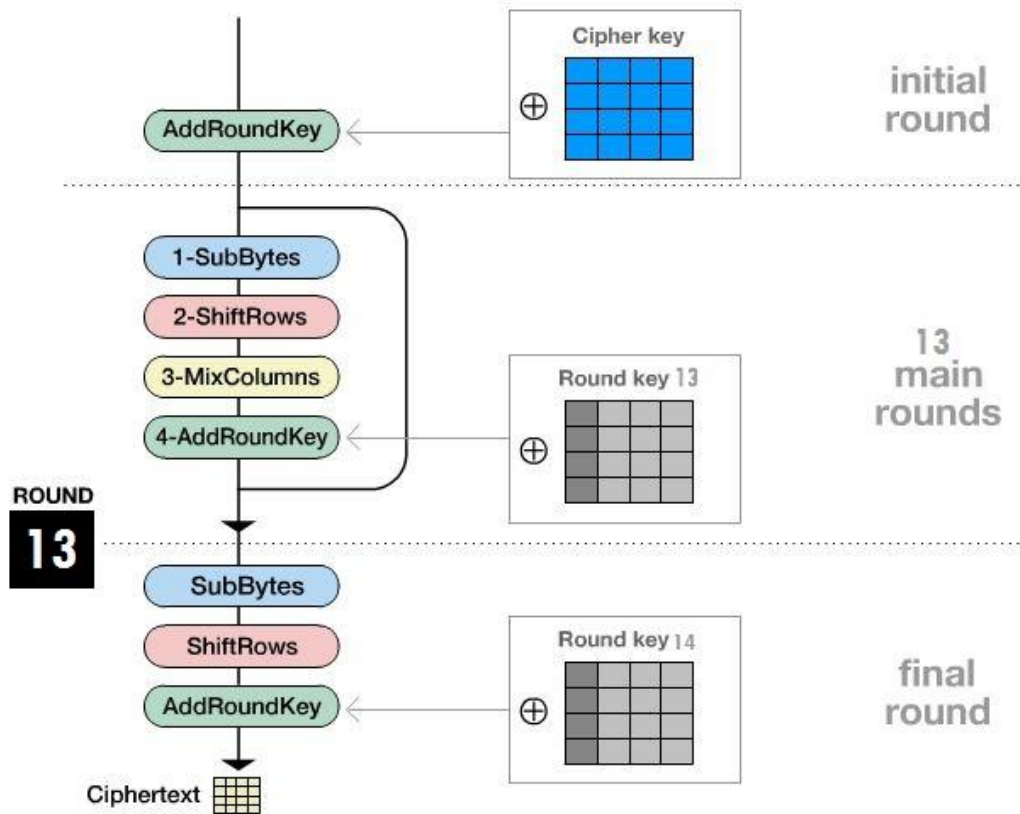 Cipher key
AddRoundKey
initial
round
1-SubBytes
2-ShiftRows
3-MixColumns
4-AddRoundKey
Round key 13
13
main
rounds
ROUND
13
SubBytes
ShiftRows
AddRoundKey
Round key 14
final
round
Ciphertext